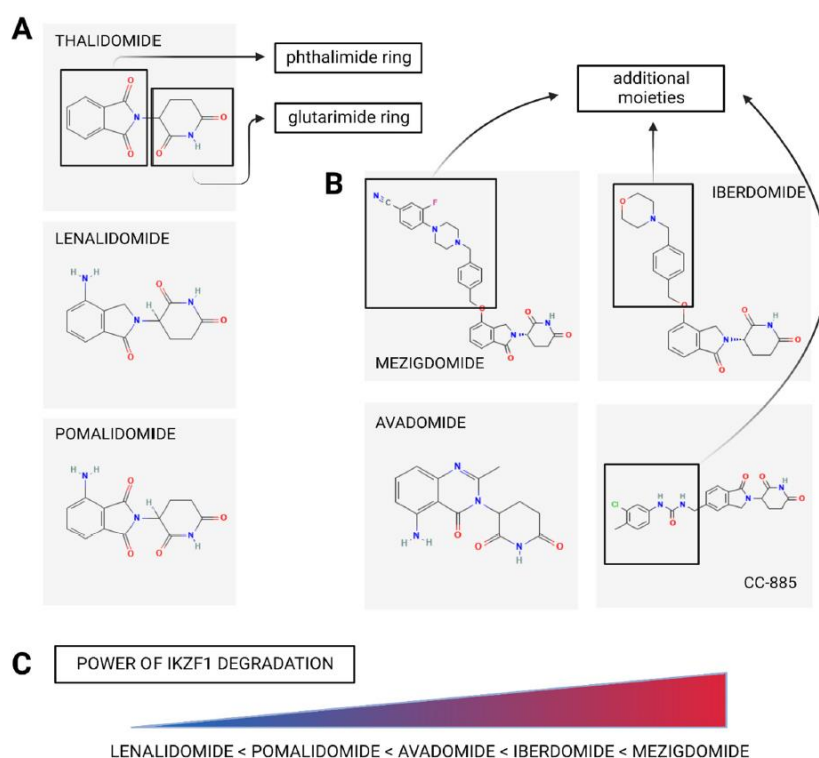 A
THALIDOMIDE
phthalimide ring
glutarimide ring
additional
moieties
O
N
O
O
O
N
H
LENALIDOMIDE
H
H
N
H
O
N
H
N
O
O
POMALIDOMIDE
H
H
N
O
H
N
O
O
O
N
H
B
N
C
F
N
N
O
O
H
N
N
O
O
MEZIGDOMIDE
IBERDOMIDE
O
N
O
O
H
N
N
O
O
AVADOMIDE
N
N
H
N
H
O
O
N
H
O
Cl
H
N
H
N
O
O
N
O
H
N
O
CC-885
C
POWER OF IKZF1 DEGRADATION
LENALIDOMIDE < POMALIDOMIDE < AVADOMIDE < IBERDOMIDE < MEZIGDOMIDE